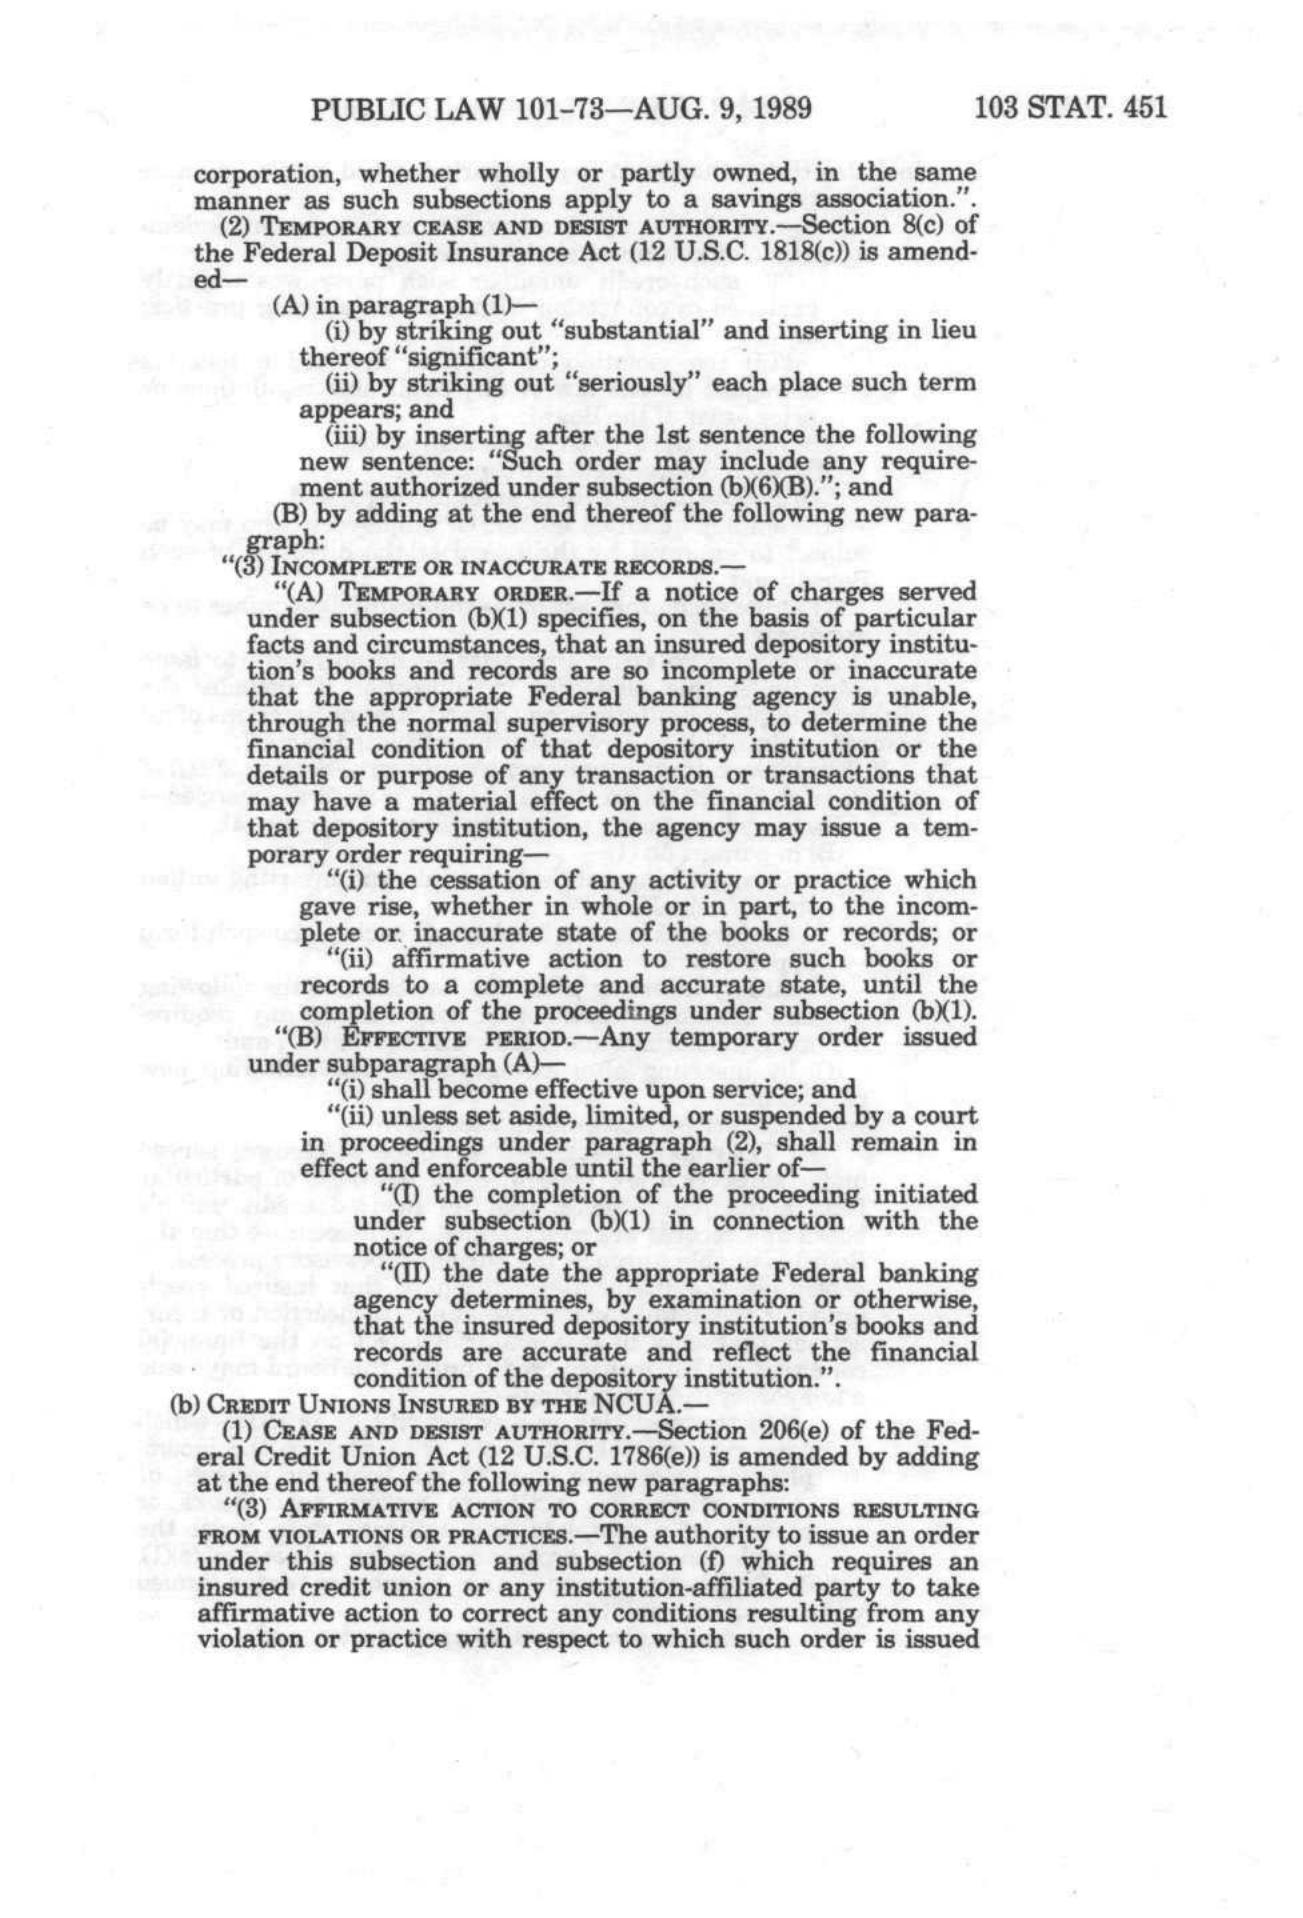 PUBLIC LAW 101–73—AUG. 9, 1989 103 STAT. 451
corporation, whether wholly or partly owned, in the same
manner as such subsections apply to a savings association.”.
(2) TEMPORARY CEASE AND DESIST AUTHORITY.—Section 8(c) of
the Federal Deposit Insurance Act (12 U.S.C. 1818(c)) is amend-
ed—
(A) in paragraph (1)—
(i) by striking out “substantial” and inserting in lieu
thereof “significant”;
(ii) by striking out “seriously” each place such term
appears; and
(iii) by inserting after the 1st sentence the following
new sentence: “Such order may include any require-
ment authorized under subsection (b)(6)(B).”; and
(B) by adding at the end thereof the following new para-
graph:
“(3) INCOMPLETE OR INACCURATE RECORDS.—
“(A) TEMPORARY ORDER.—If a notice of charges served
under subsection (b)(1) specifies, on the basis of particular
facts and circumstances, that an insured depository institu-
tion’s books and records are so incomplete or inaccurate
that the appropriate Federal banking agency is unable,
through the normal supervisory process, to determine the
financial condition of that depository institution or the
details or purpose of any transaction or transactions that
may have a material effect on the financial condition of
that depository institution, the agency may issue a tem-
porary order requiring—
“(i) the cessation of any activity or practice which
gave rise, whether in whole or in part, to the incom-
plete or inaccurate state of the books or records; or
“(ii) affirmative action to restore such books or
records to a complete and accurate state, until the
completion of the proceedings under subsection (b)(1).
“(B) EFFECTIVE PERIOD.—Any temporary order issued
under subparagraph (A)—
“(i) shall become effective upon service; and
“(ii) unless set aside, limited, or suspended by a court
in proceedings under paragraph (2), shall remain in
effect and enforceable until the earlier of—
“(I) the completion of the proceeding initiated
under subsection (b)(1) in connection with the
notice of charges; or
“(II) the date the appropriate Federal banking
agency determines, by examination or otherwise,
that the insured depository institution’s books and
records are accurate and reflect the financial
condition of the depository institution.”.
(b) CREDIT UNIONS INSURED BY THE NCUA.—
(1) CEASE AND DESIST AUTHORITY.—Section 206(e) of the Fed-
eral Credit Union Act (12 U.S.C. 1786(e)) is amended by adding
at the end thereof the following new paragraphs:
“(3) AFFIRMATIVE ACTION TO CORRECT CONDITIONS RESULTING
FROM VIOLATIONS OR PRACTICES.—The authority to issue an order
under this subsection and subsection (f) which requires an
insured credit union or any institution-affiliated party to take
affirmative action to correct any conditions resulting from any
violation or practice with respect to which such order is issued